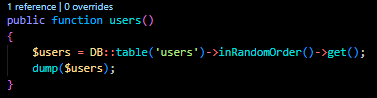 1 reference | 0 overrides
public function users()
{
    $users = DB::table('users')->inRandomOrder()->get();
    dump($users);
}